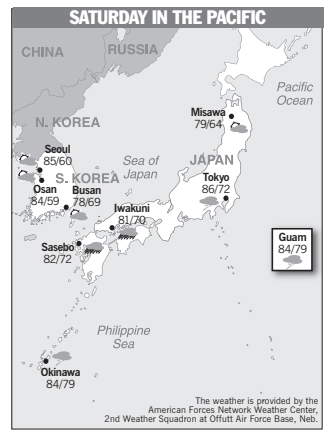 SATURDAY IN THE PACIFIC
RUSSIA
CHINA
Pacific
Ocean
Misawa
79/64
N. KOREA
Seoul
85/60
Sea of
Japan
JAPAN
S. KOREA
Osan
84/59
Busan
78/69
Tokyo
86/72
Iwakuni
81/70
Guam
84/79
Sasebo
82/72
Philippine
Sea
Okinawa
84/79
The weather is provided by the
American Forces Network Weather Center,
2nd Weather Squadron at Offutt Air Force Base, Neb.